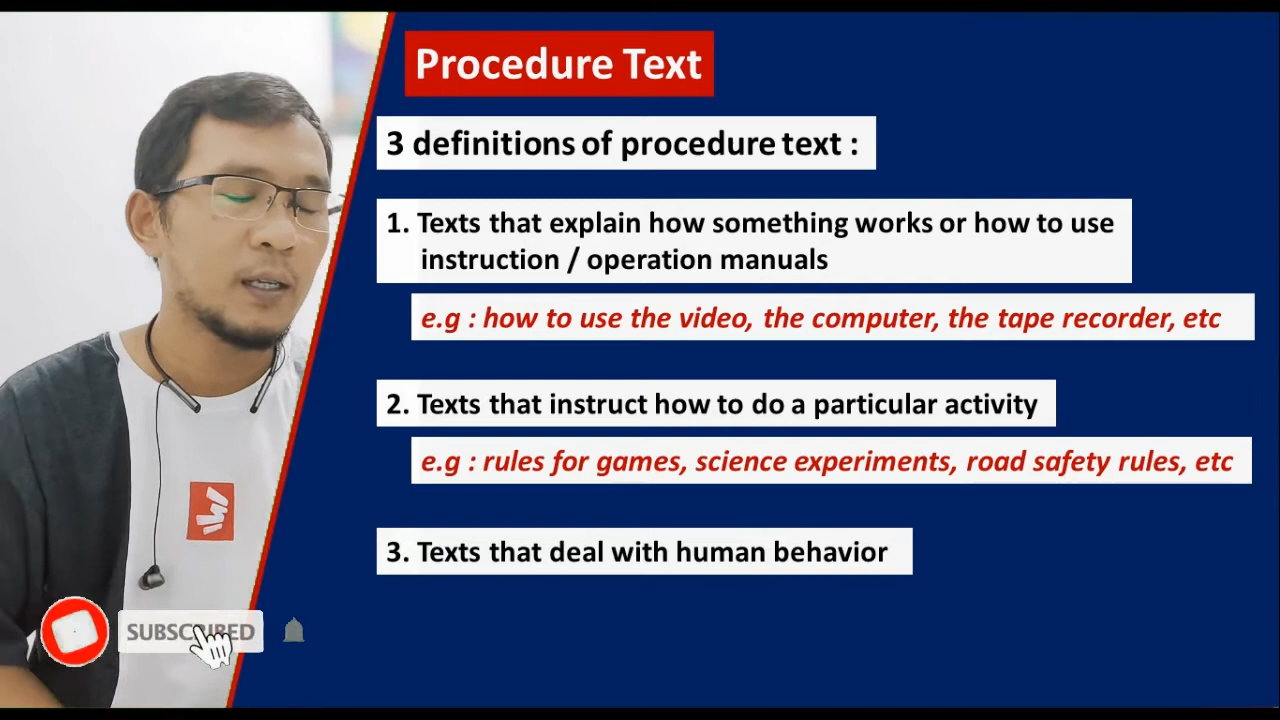 Procedure Text
3 definitions of procedure text :
1. Texts that explain how something works or how to use
instruction / operation manuals
e.g : how to use the video, the computer, the tape recorder, etc
2. Texts that instruct how to do a particular activity
e.g : rules for games, science experiments, road safety rules, etc
3. Texts that deal with human behavior
SUBSCRIBED